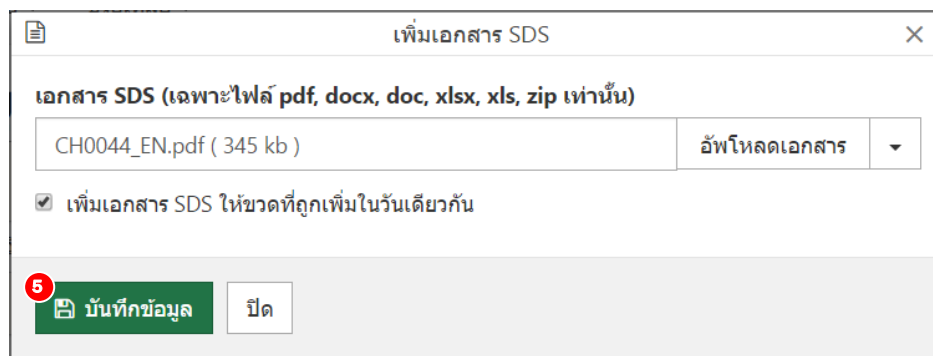 เพิ่มเอกสาร SDS
เอกสาร SDS (เฉพาะไฟล์ pdf, docx, doc, xlsx, xls, zip เท่านั้น)
CH0044_EN.pdf ( 345 kb ) อัพโหลดเอกสาร
เพิ่มเอกสาร SDS ให้ขวดที่ถูกเพิ่มในวันเดียวกัน
5
บันทึกข้อมูล ปิด